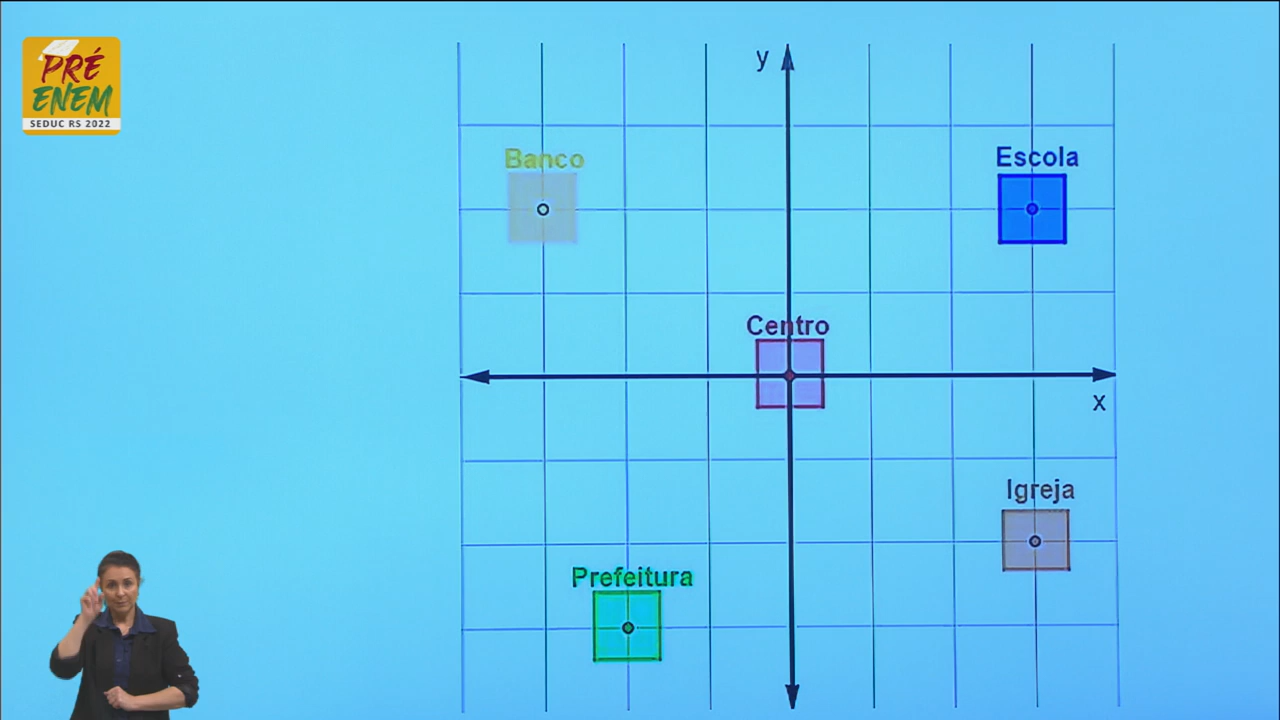 PRÉ
ENEM
SEDUC RS 2022
y
Banco
Escola
Centro
x
Igreja
Prefeitura